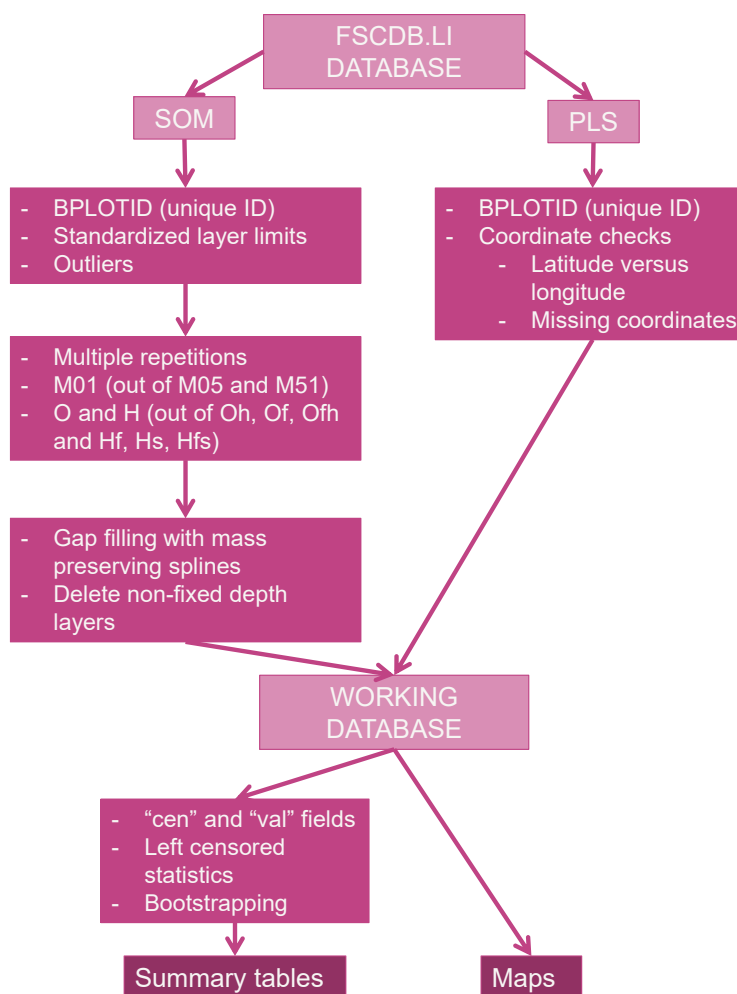 FSCDB.LI
DATABASE
SOM
PLS
- BPLOTID (unique ID)
- Standardized layer limits
- Outliers
- BPLOTID (unique ID)
- Coordinate checks
- Latitude versus
longitude
- Missing coordinates
- Multiple repetitions
- M01 (out of M05 and M51)
- O and H (out of Oh, Of, Ofh
and Hf, Hs, Hfs)
- Gap filling with mass
preserving splines
- Delete non-fixed depth
layers
WORKING
DATABASE
- “cen” and “val” fields
- Left censored
statistics
- Bootstrapping
Summary tables
Maps